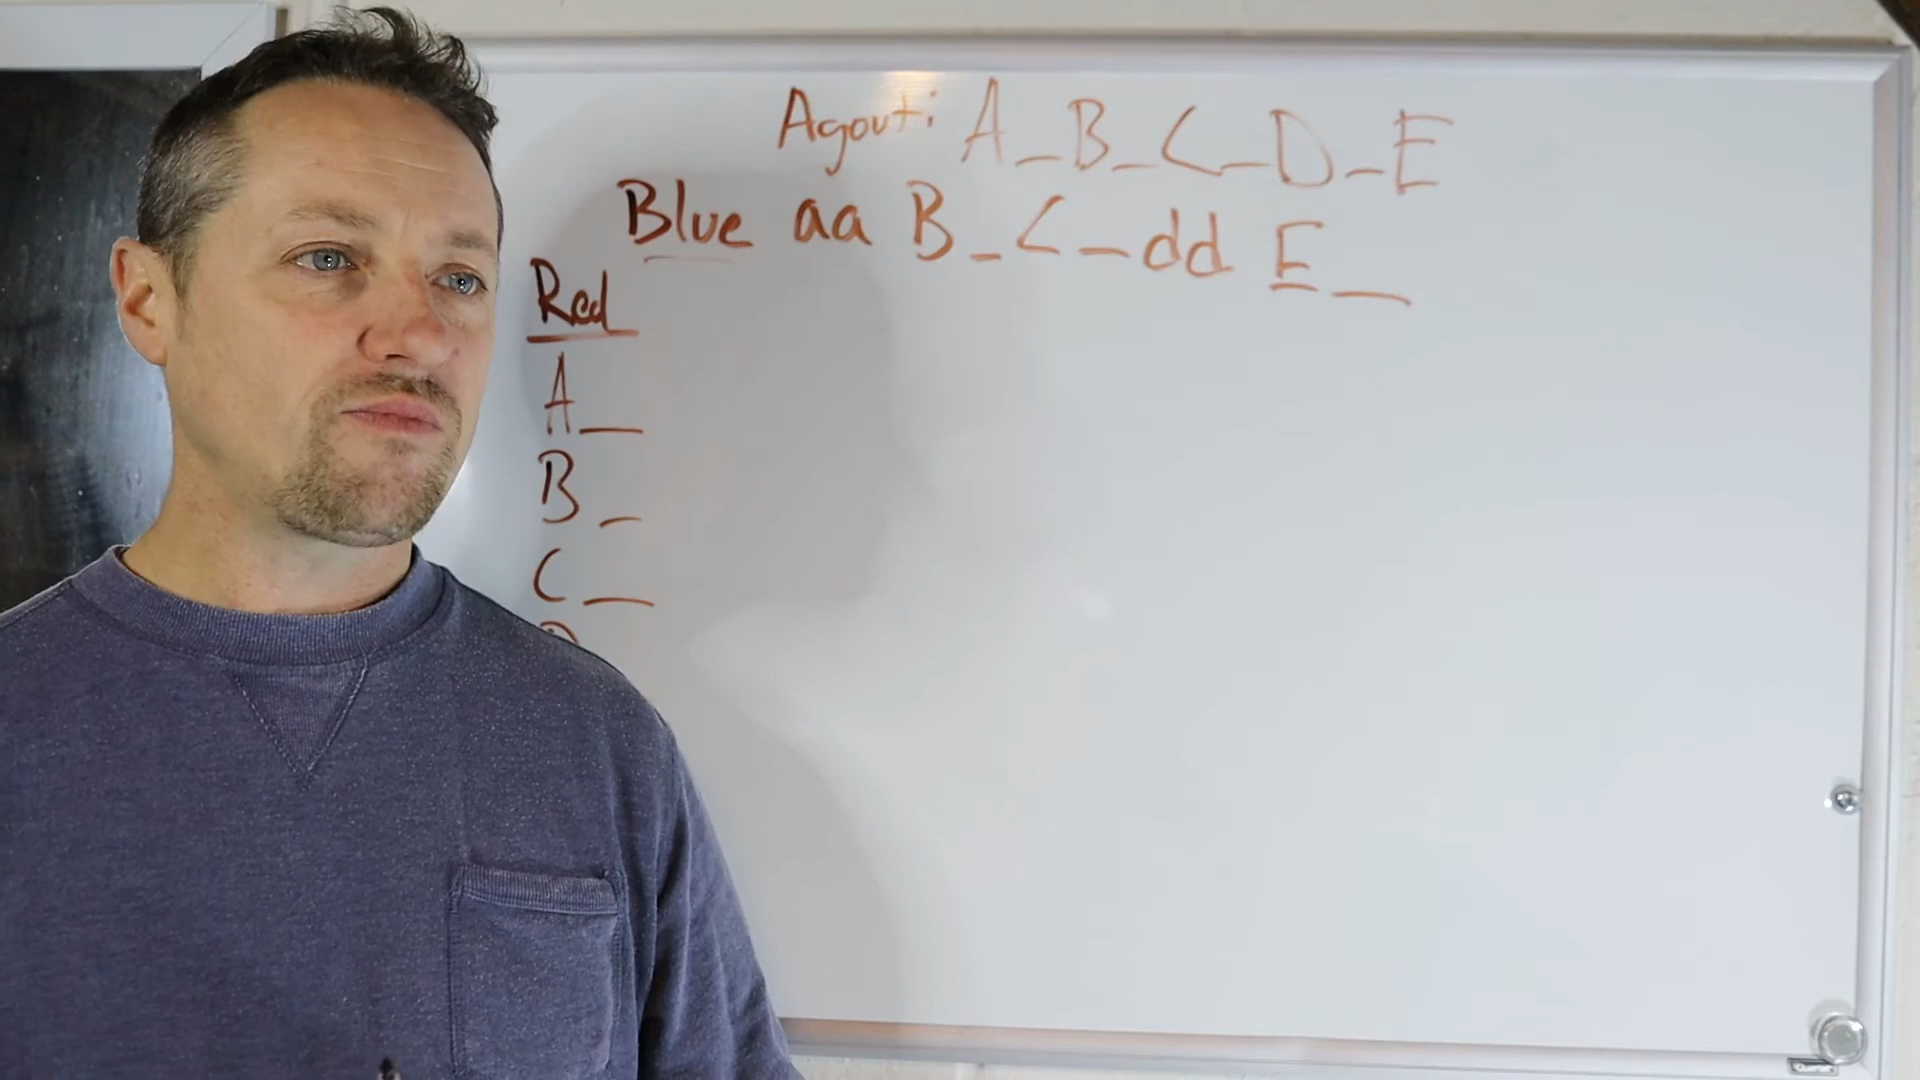 Agouti A_B_C_D_E
Blue aa B_C_dd E_
Red
A_
B_
C_
D